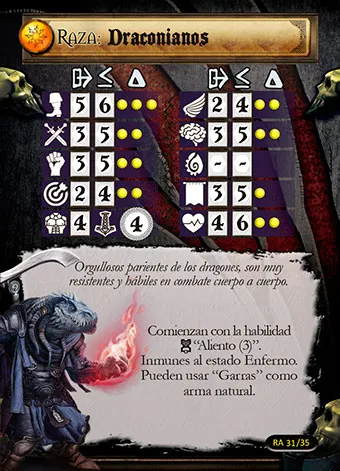 Raza: Draconianos
5 6 2 4
3 5 3 5
3 5 - -
2 4 3 5
4 4 4 6
Orgullosos parientes de los dragones, son muy
resistentes y hábiles en combate cuerpo a cuerpo.
Comienzan con la habilidad
“Aliento (3)”.
Inmunes al estado Enfermo.
Pueden usar “Garras” como
arma natural.
RA 31/35